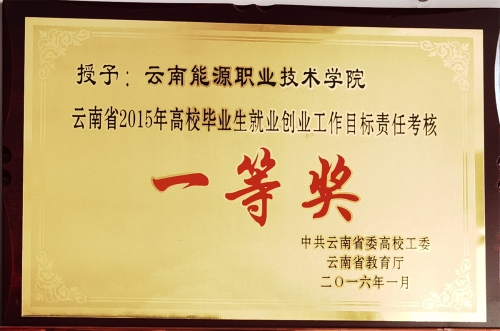 授予：云南能源职业技术学院
云南省2015年高校毕业生就业创业工作目标责任考核
一等奖
中共云南省委高校工委
云南省教育厅
二〇一六年一月